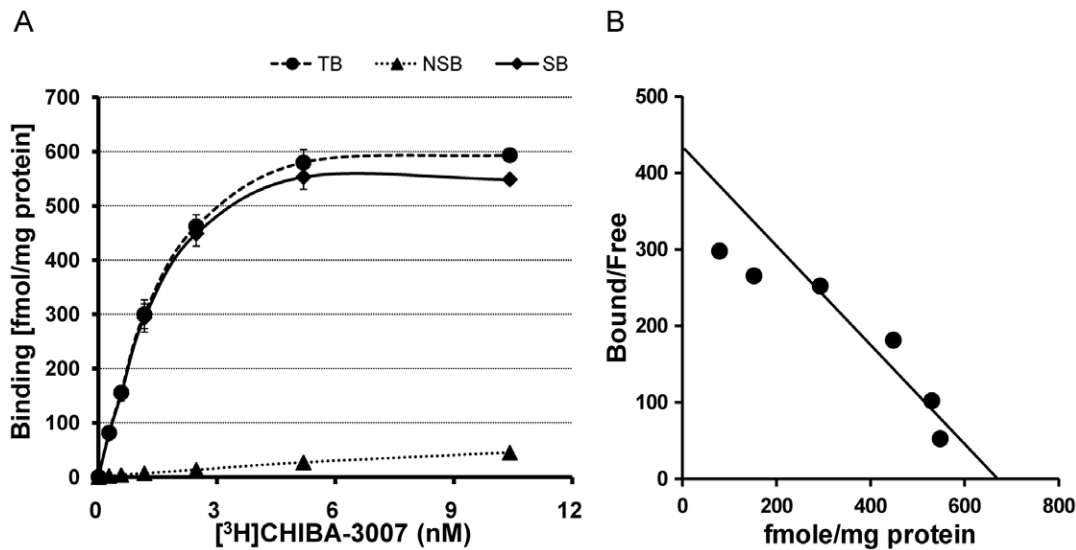 A
TB NSB SB
Binding [fmol/mg protein]
700
600
500
400
300
200
100
0
0 3 6 9 12
[³H]CHIBA-3007 (nM)
B
Bound/Free
500
400
300
200
100
0
0 200 400 600 800
fmole/mg protein